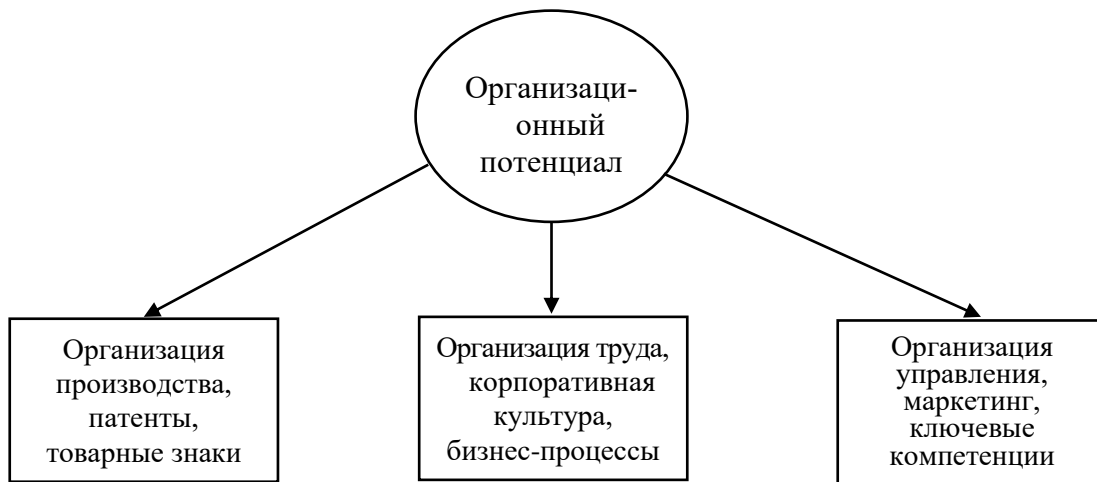 Организаци-
онный
потенциал
Организация
производства,
патенты,
товарные знаки
Организация труда,
корпоративная
культура,
бизнес-процессы
Организация
управления,
маркетинг,
ключевые
компетенции